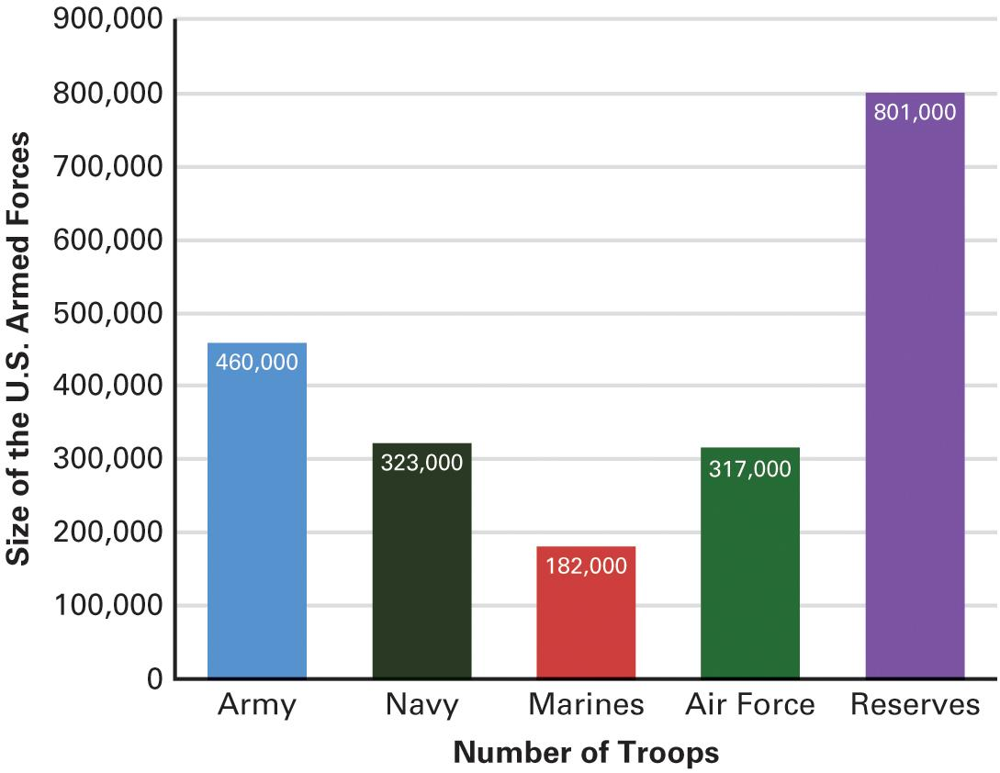 Size of the U.S. Armed Forces
900,000
800,000
700,000
600,000
500,000
400,000
300,000
200,000
100,000
0
460,000
323,000
182,000
317,000
801,000
Army
Navy
Marines
Air Force
Reserves
Number of Troops